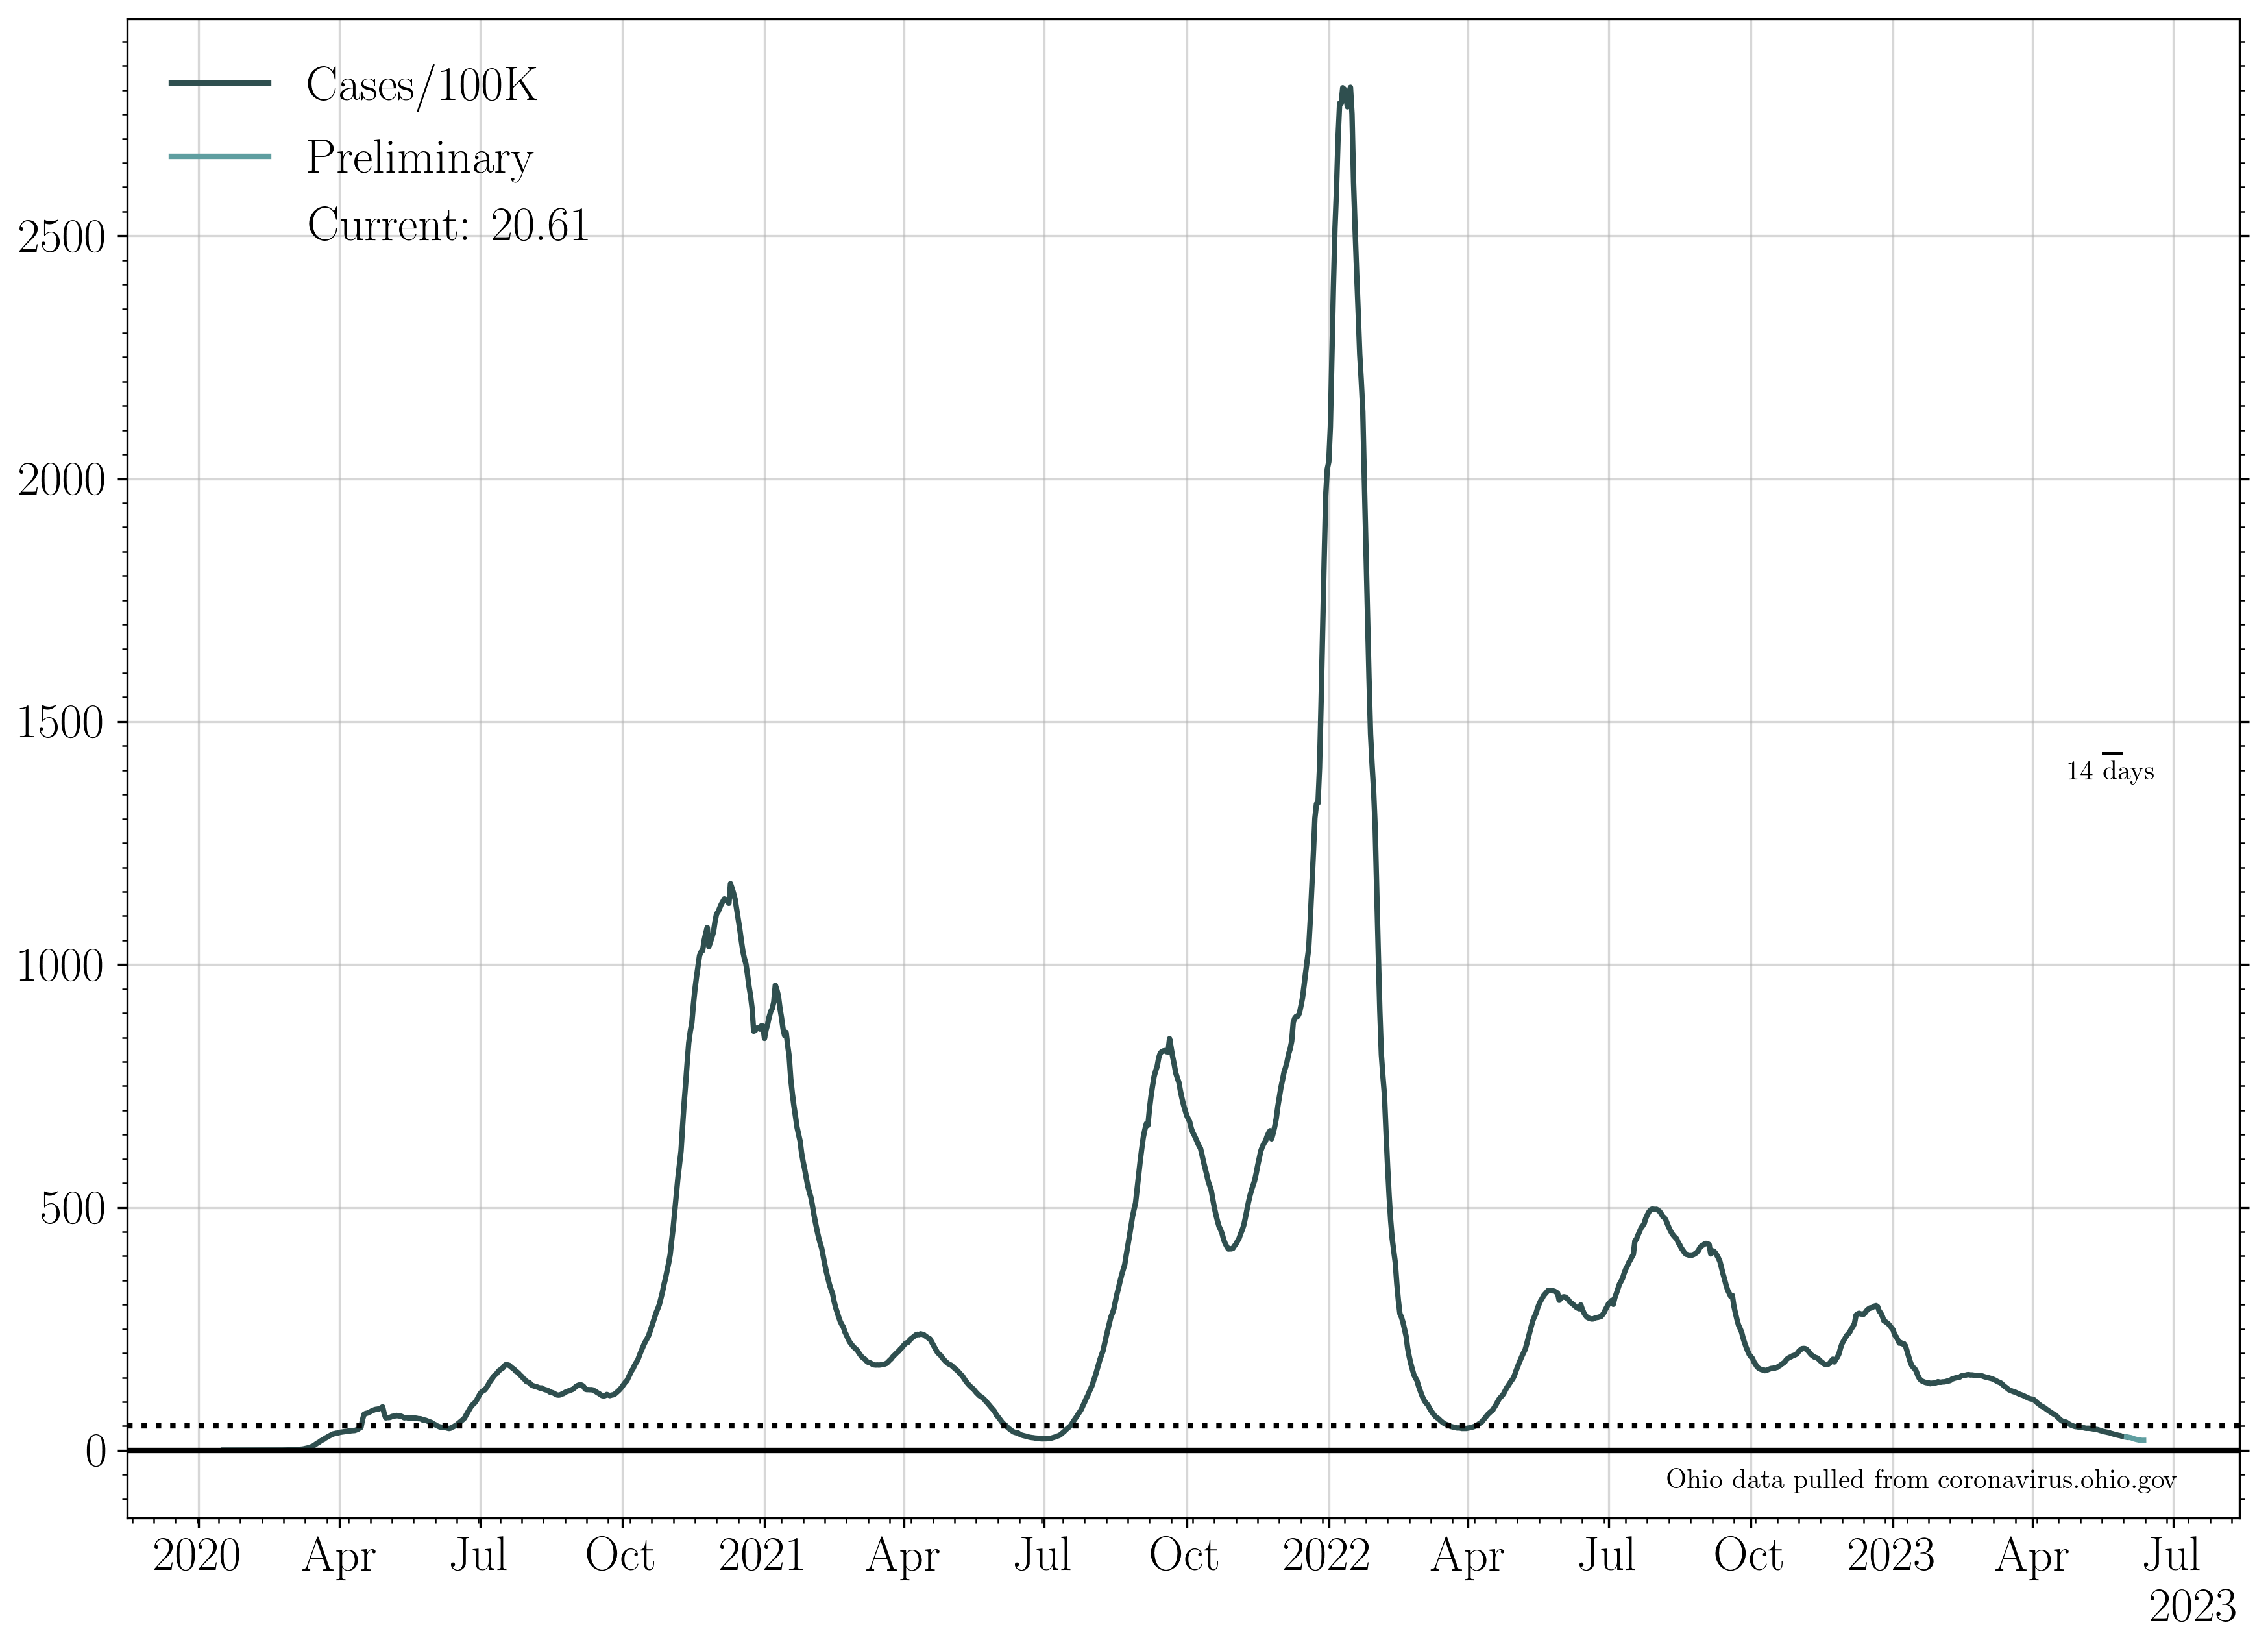 Cases/100K
Preliminary
Current: 20.61
2500
2000
1500
1000
500
0
14 days
Ohio data pulled from coronavirus.ohio.gov
2020 Apr Jul Oct 2021 Apr Jul Oct 2022 Apr Jul Oct 2023 Apr Jul
2023